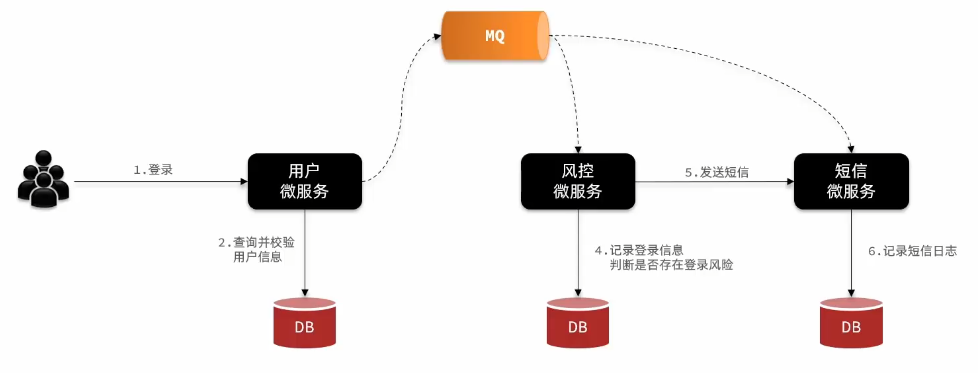 MQ
1.登录
用户
微服务
风控
微服务
5.发送短信
短信
微服务
2.查询并校验
用户信息
4.记录登录信息
判断是否存在登录风险
6.记录短信日志
DB
DB
DB